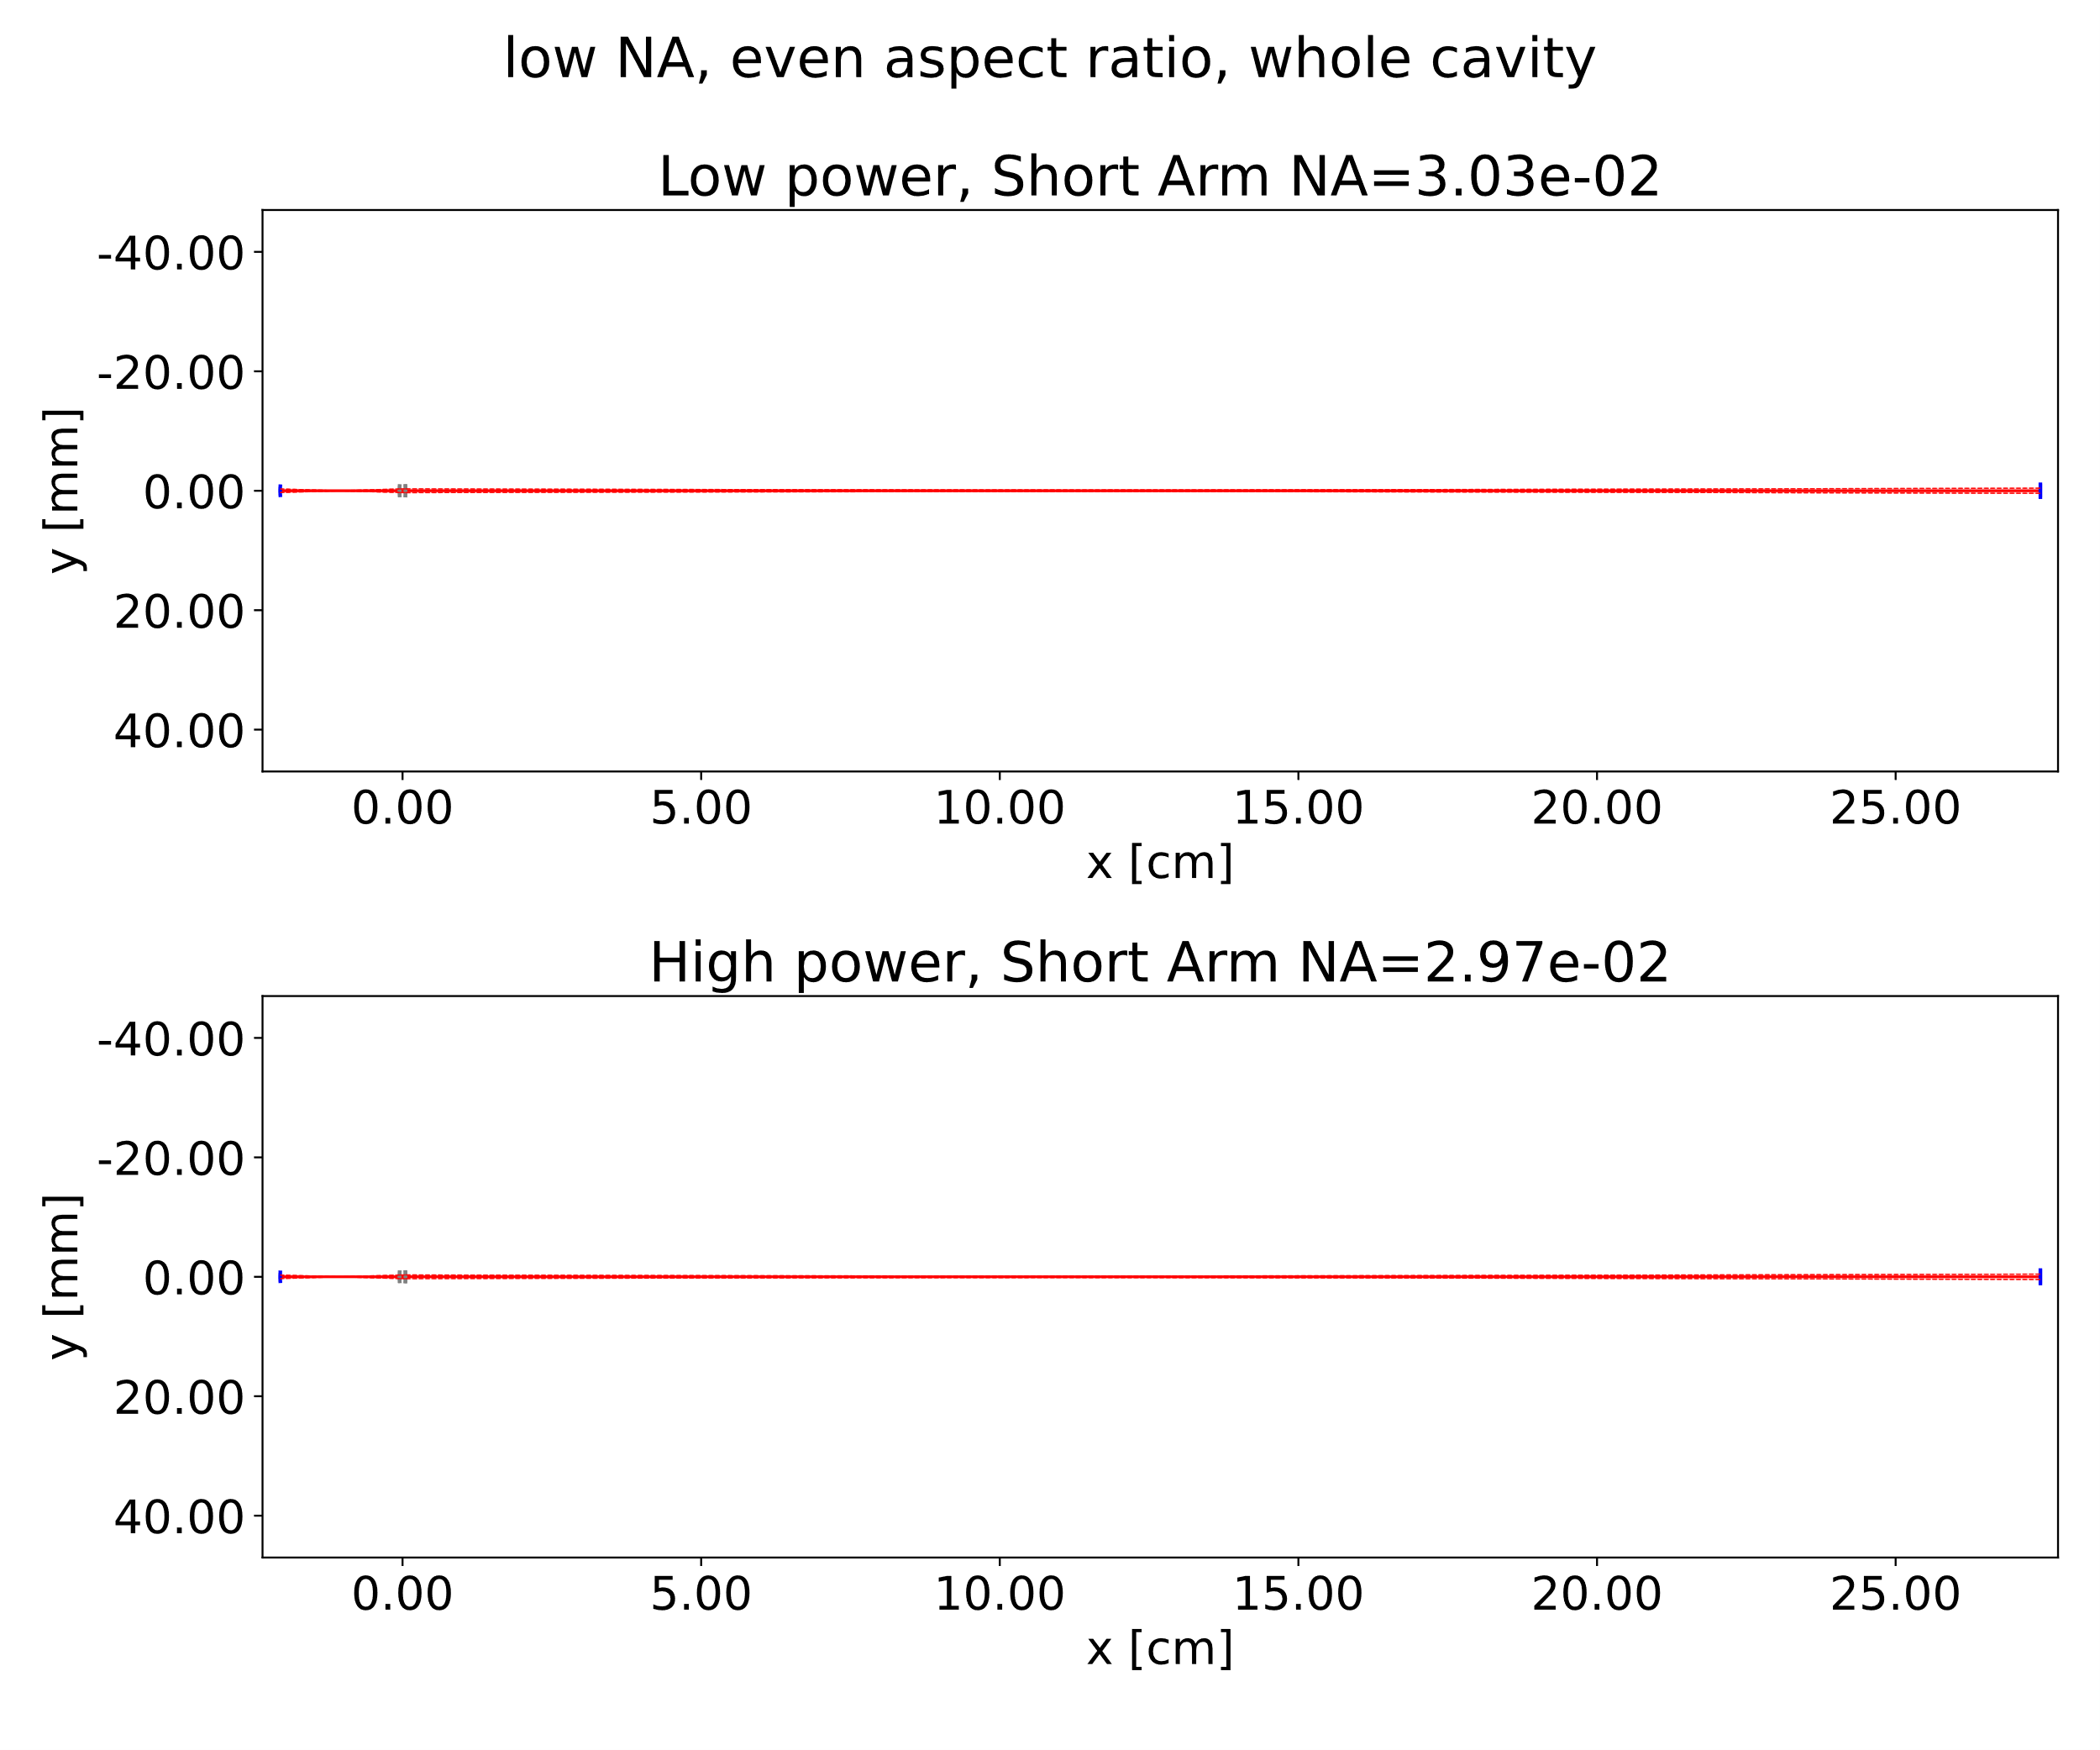 low NA, even aspect ratio, whole cavity
Low power, Short Arm NA=3.03e-02
-40.00
-20.00
0.00
20.00
40.00
y [mm]
0.00 5.00 10.00 15.00 20.00 25.00
x [cm]
High power, Short Arm NA=2.97e-02
-40.00
-20.00
0.00
20.00
40.00
y [mm]
0.00 5.00 10.00 15.00 20.00 25.00
x [cm]